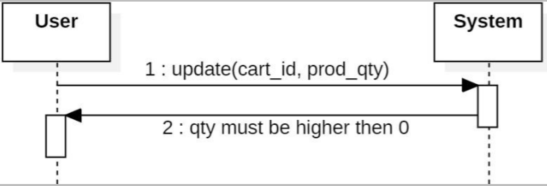 User
System
1 : update(cart_id, prod_qty)
2 : qty must be higher then 0